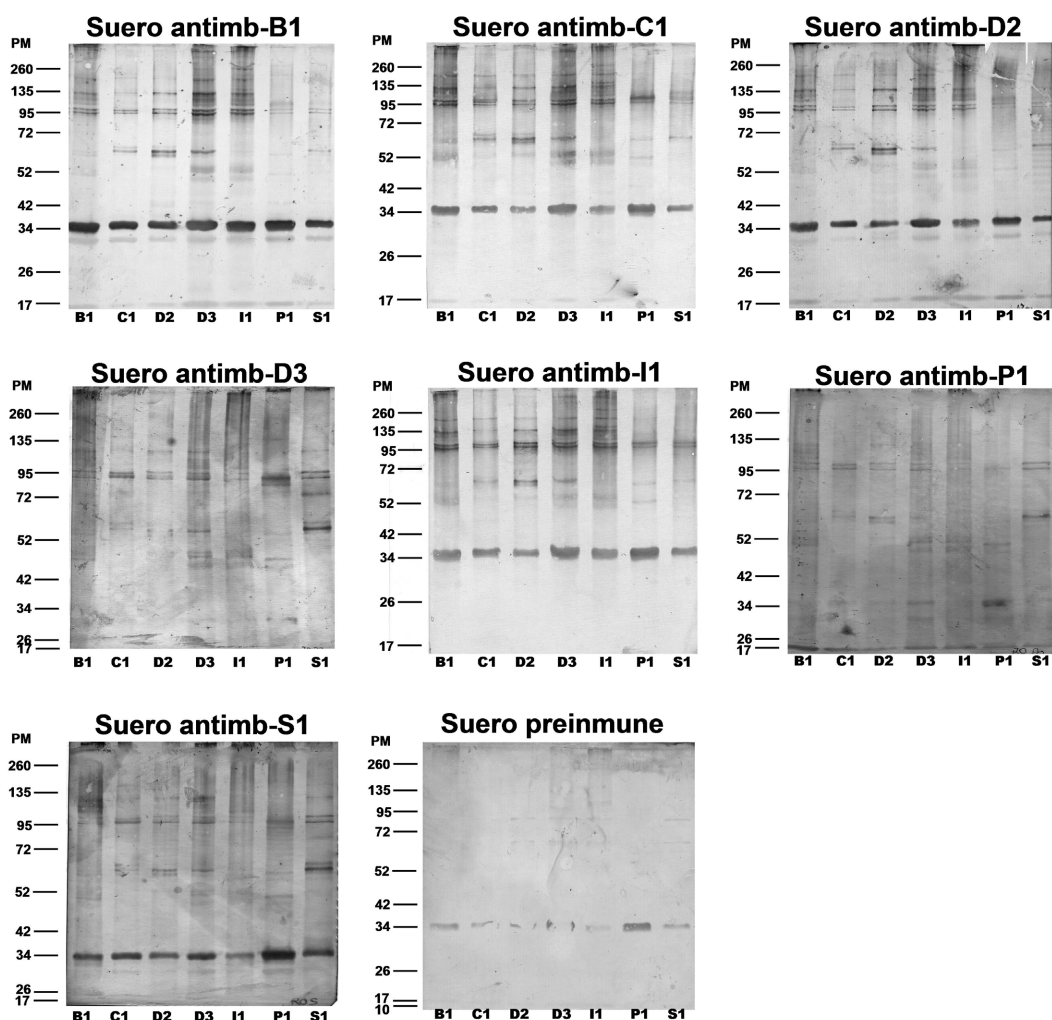 Suero antimb-B1
PM
260
135
95
72
52
42
34
26
17
B1 C1 D2 D3 I1 P1 S1
Suero antimb-C1
PM
260
135
95
72
52
42
34
26
17
B1 C1 D2 D3 I1 P1 S1
Suero antimb-D2
PM
260
135
95
72
52
42
34
26
17
B1 C1 D2 D3 I1 P1 S1
Suero antimb-D3
PM
260
135
95
72
52
42
34
26
17
B1 C1 D2 D3 I1 P1 S1
Suero antimb-I1
PM
260
135
95
72
52
42
34
26
17
B1 C1 D2 D3 I1 P1 S1
Suero antimb-P1
PM
260
135
95
72
52
42
34
26
17
B1 C1 D2 D3 I1 P1 S1
Suero antimb-S1
PM
260
135
95
72
52
42
34
26
17
ROS
B1 C1 D2 D3 I1 P1 S1
Suero preinmune
PM
260
135
95
72
52
42
34
26
17
10
B1 C1 D2 D3 I1 P1 S1